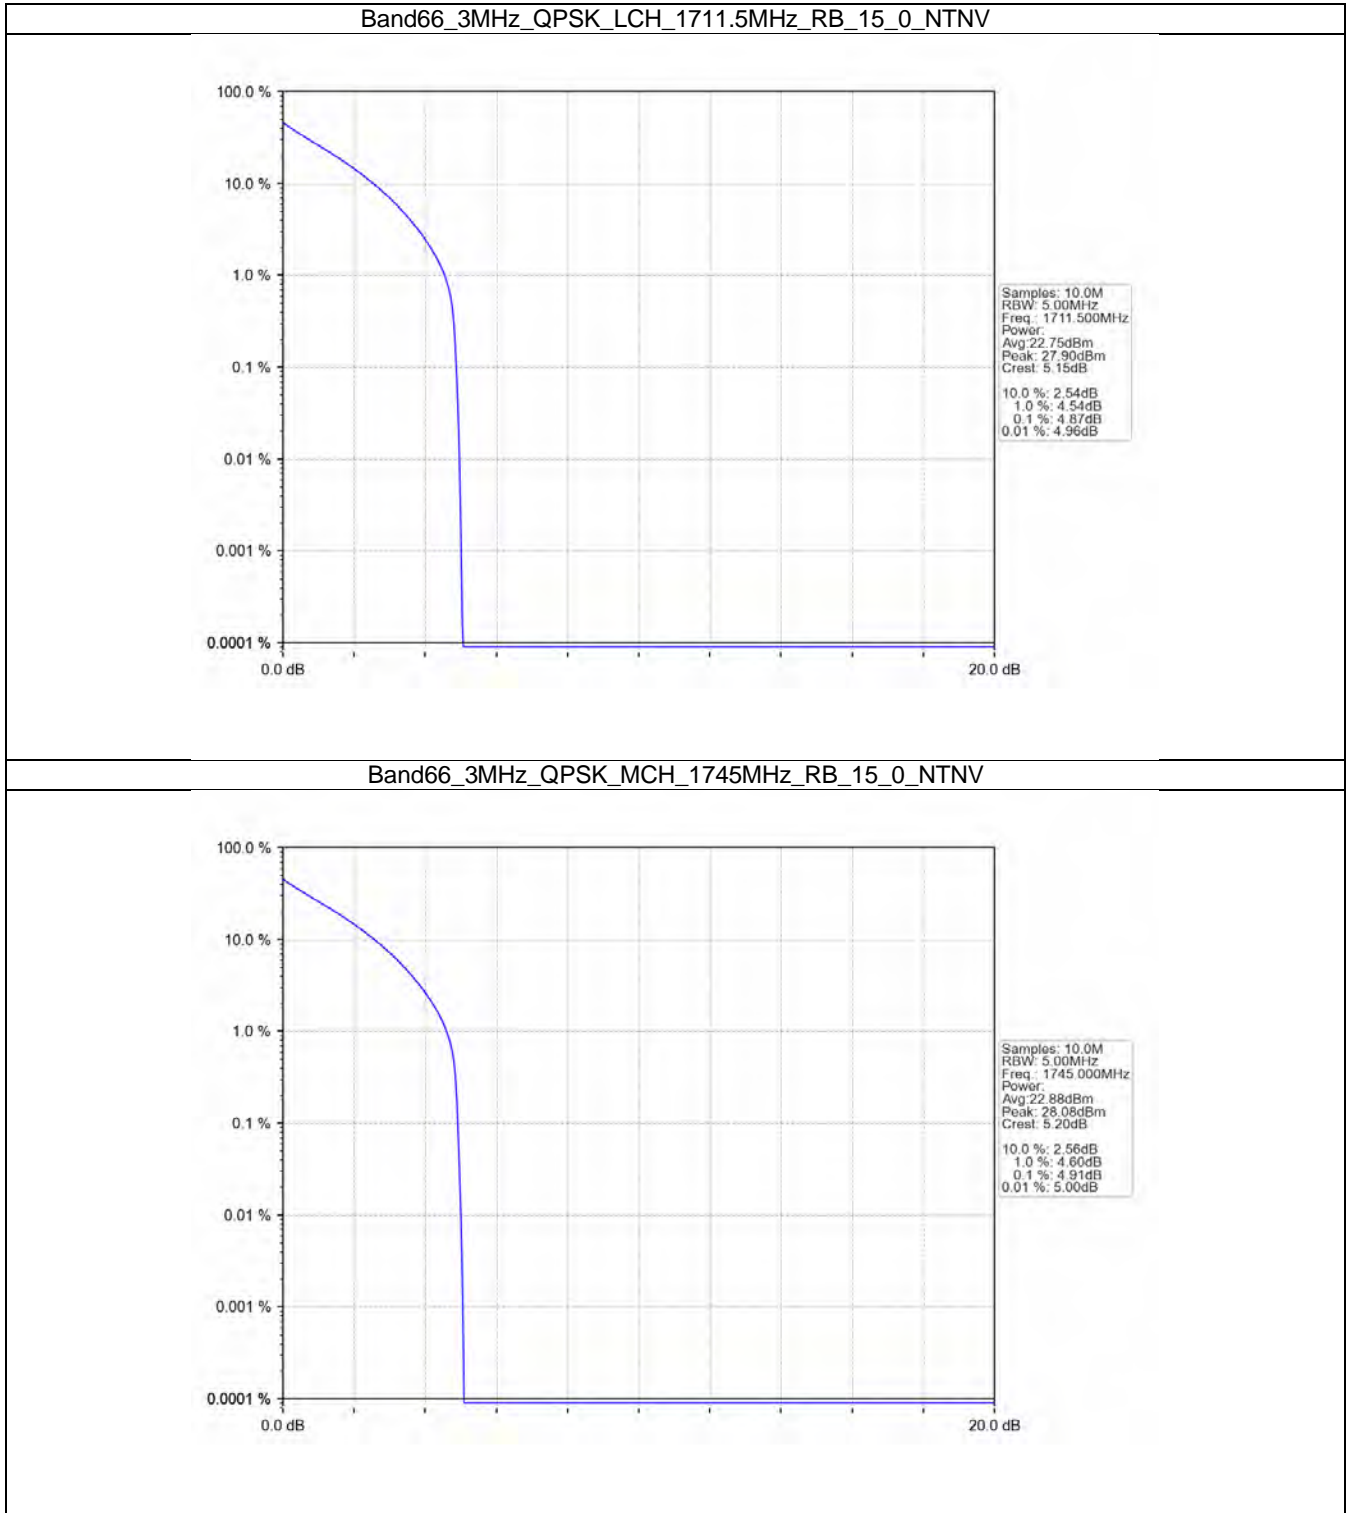 Band66_3MHz_QPSK_LCH_1711.5MHz_RB_15_0_NTNV
100.0 %
10.0 %
1.0 %
0.1 %
0.01 %
0.001 %
0.0001 %
0.0 dB
20.0 dB
Samples: 10.0M
RBW: 5.00MHz
Freq.: 1711.500MHz
Power:
Avg:22.75dBm
Peak: 27.90dBm
Crest: 5.15dB
10.0 %: 2.54dB
1.0 %: 4.54dB
0.1 %: 4.87dB
0.01 %: 4.96dB
Band66_3MHz_QPSK_MCH_1745MHz_RB_15_0_NTNV
100.0 %
10.0 %
1.0 %
0.1 %
0.01 %
0.001 %
0.0001 %
0.0 dB
20.0 dB
Samples: 10.0M
RBW: 5.00MHz
Freq.: 1745.000MHz
Power:
Avg:22.88dBm
Peak: 28.08dBm
Crest: 5.20dB
10.0 %: 2.56dB
1.0 %: 4.60dB
0.1 %: 4.91dB
0.01 %: 5.00dB